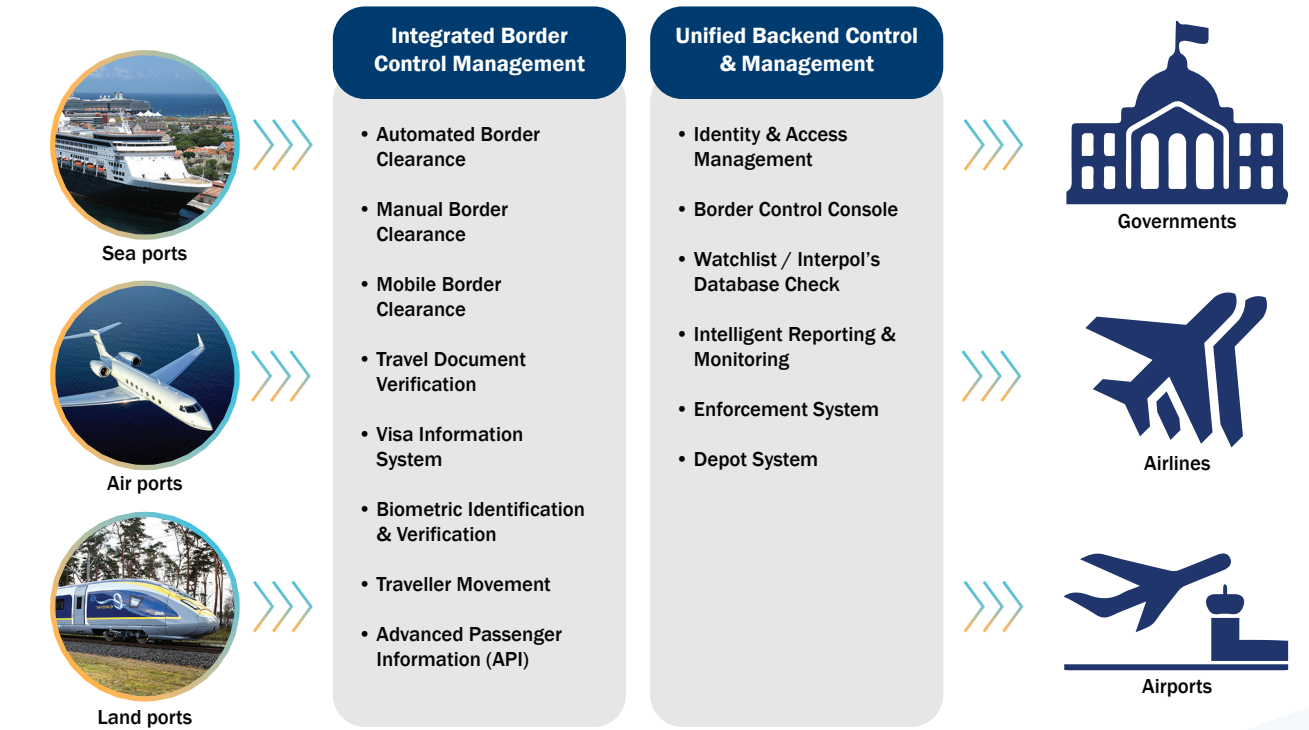 Integrated Border
Control Management
Unified Backend Control
& Management
Sea ports
Air ports
Land ports
• Automated Border
Clearance
• Manual Border
Clearance
• Mobile Border
Clearance
• Travel Document
Verification
• Visa Information
System
• Biometric Identification
& Verification
• Traveller Movement
• Advanced Passenger
Information (API)
• Identity & Access
Management
• Border Control Console
• Watchlist / Interpol’s
Database Check
• Intelligent Reporting &
Monitoring
• Enforcement System
• Depot System
Governments
Airlines
Airports